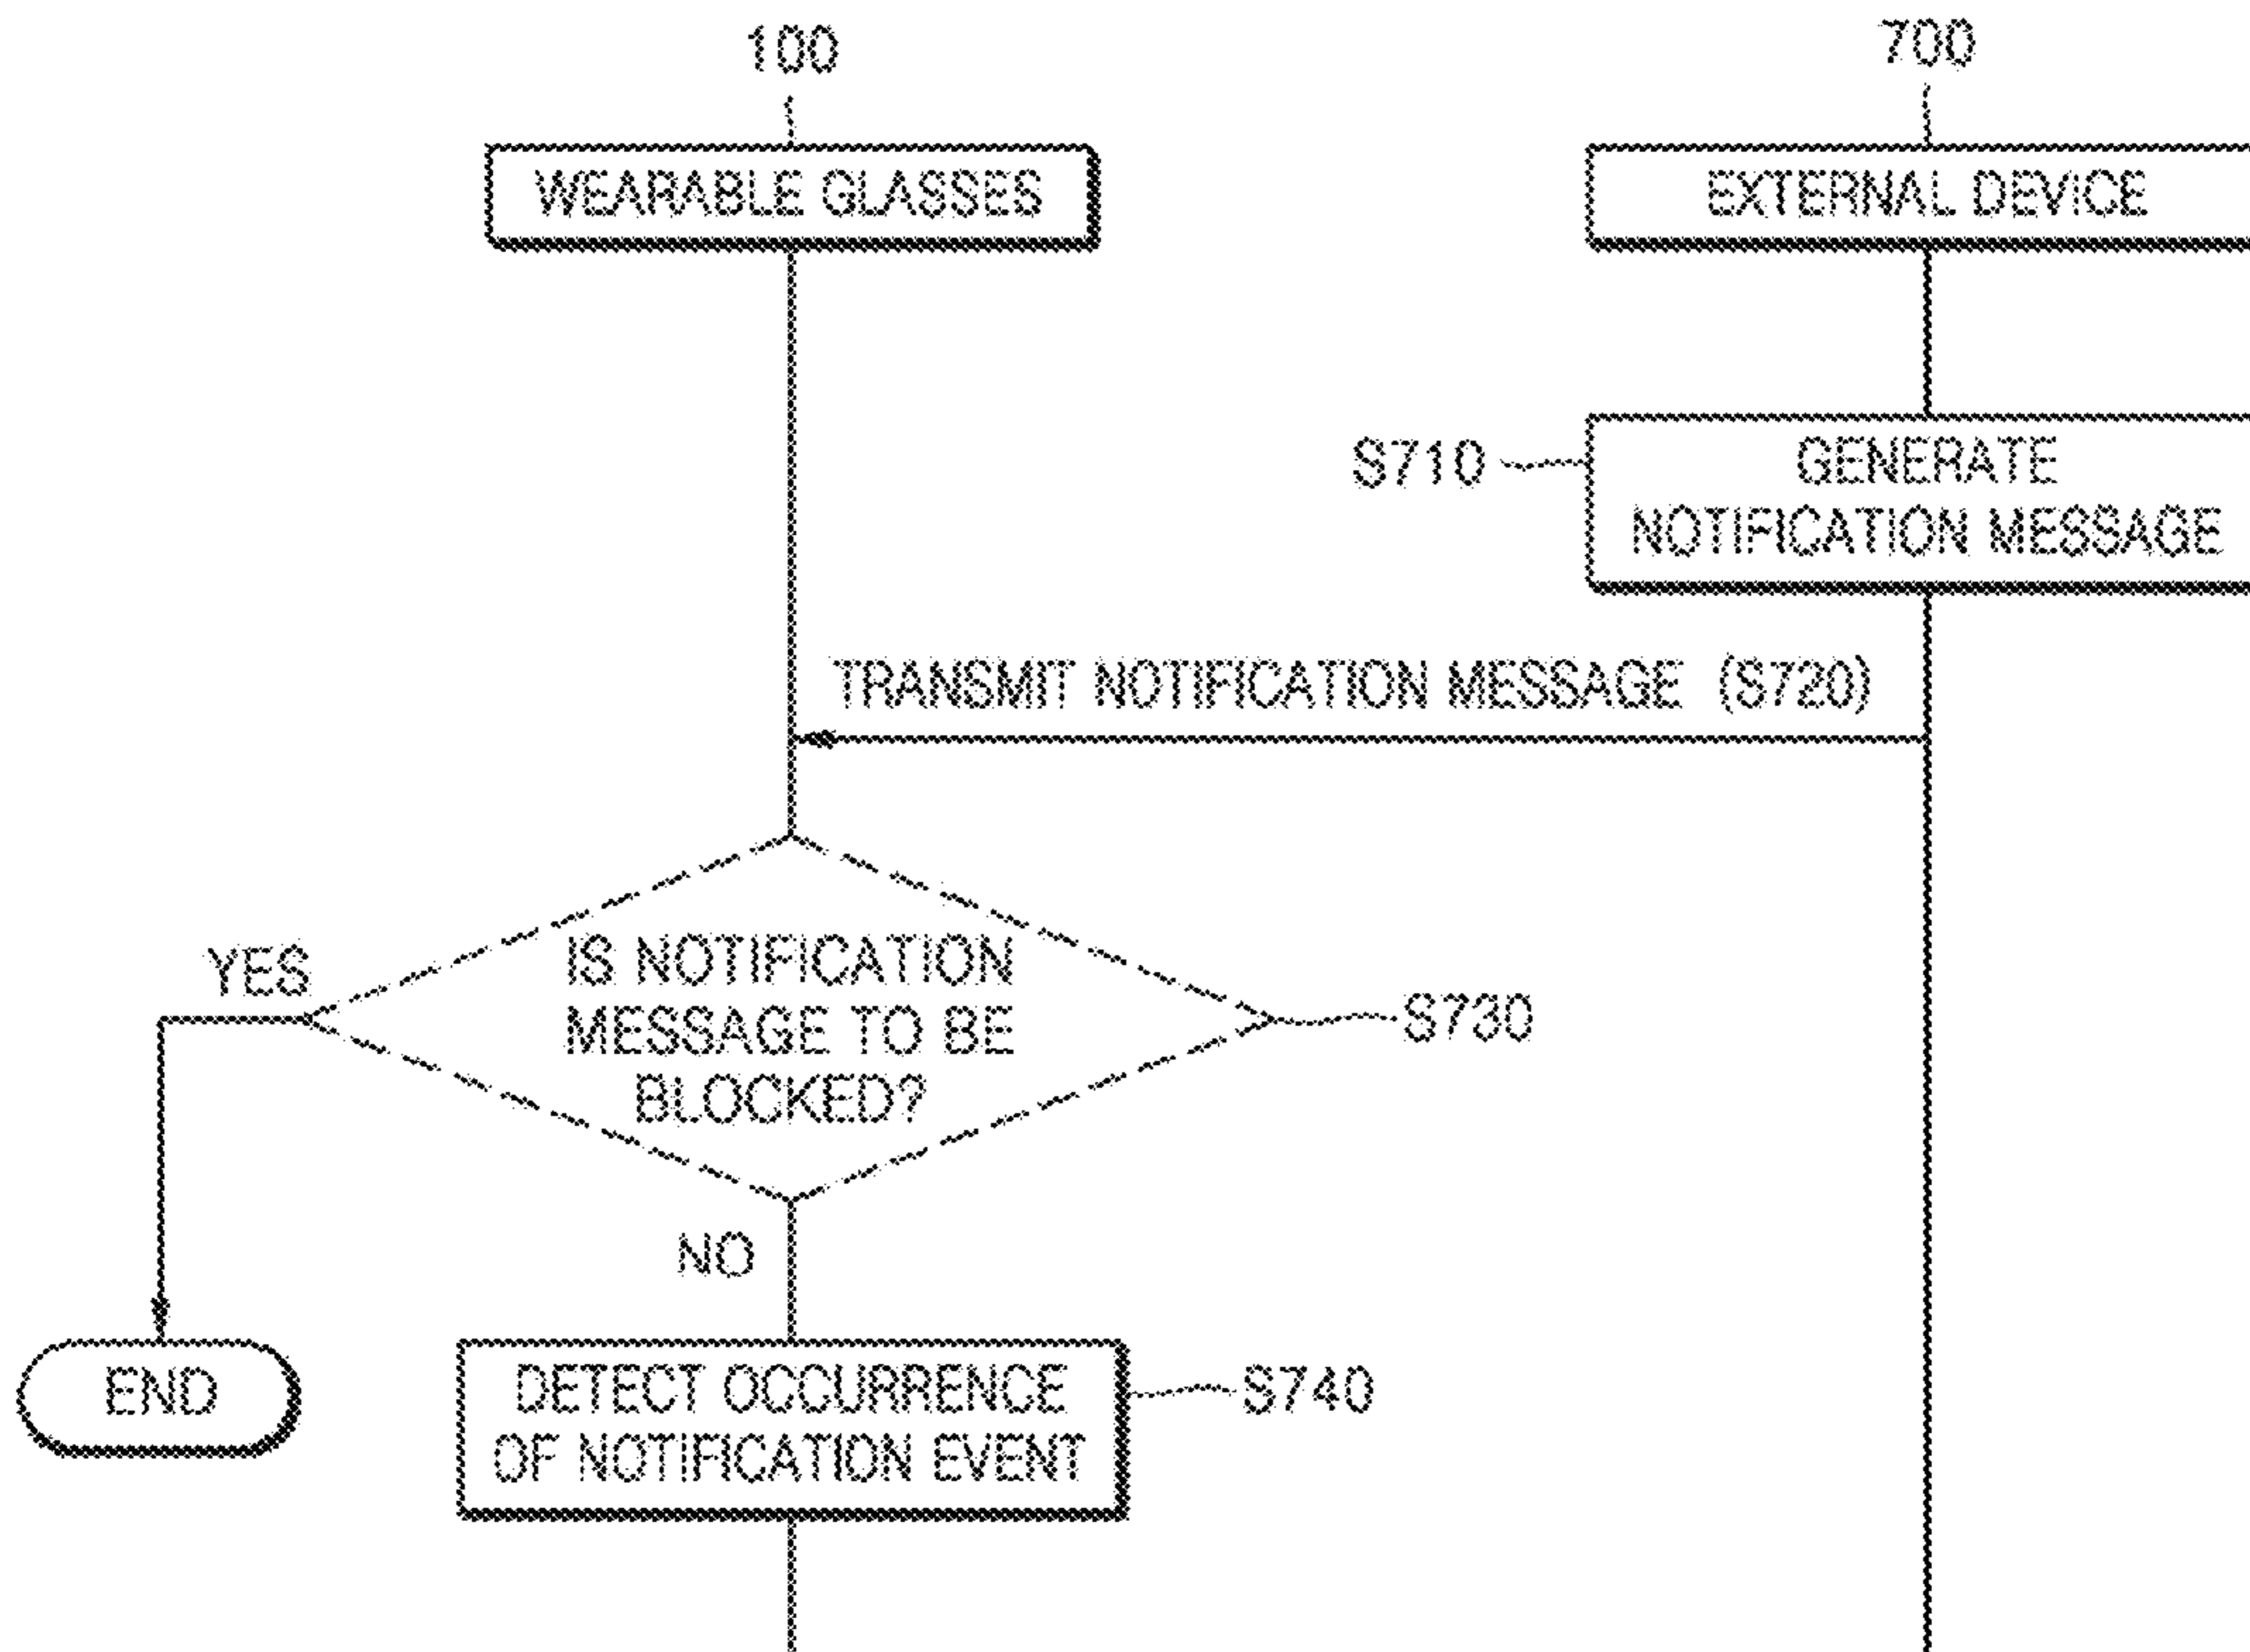 100
700
WEARABLE GLASSES
EXTERNAL DEVICE
S710
GENERATE
NOTIFICATION MESSAGE
TRANSMIT NOTIFICATION MESSAGE (S720)
YES
IS NOTIFICATION
MESSAGE TO BE
BLOCKED?
S730
NO
END
DETECT OCCURRENCE
OF NOTIFICATION EVENT
S740